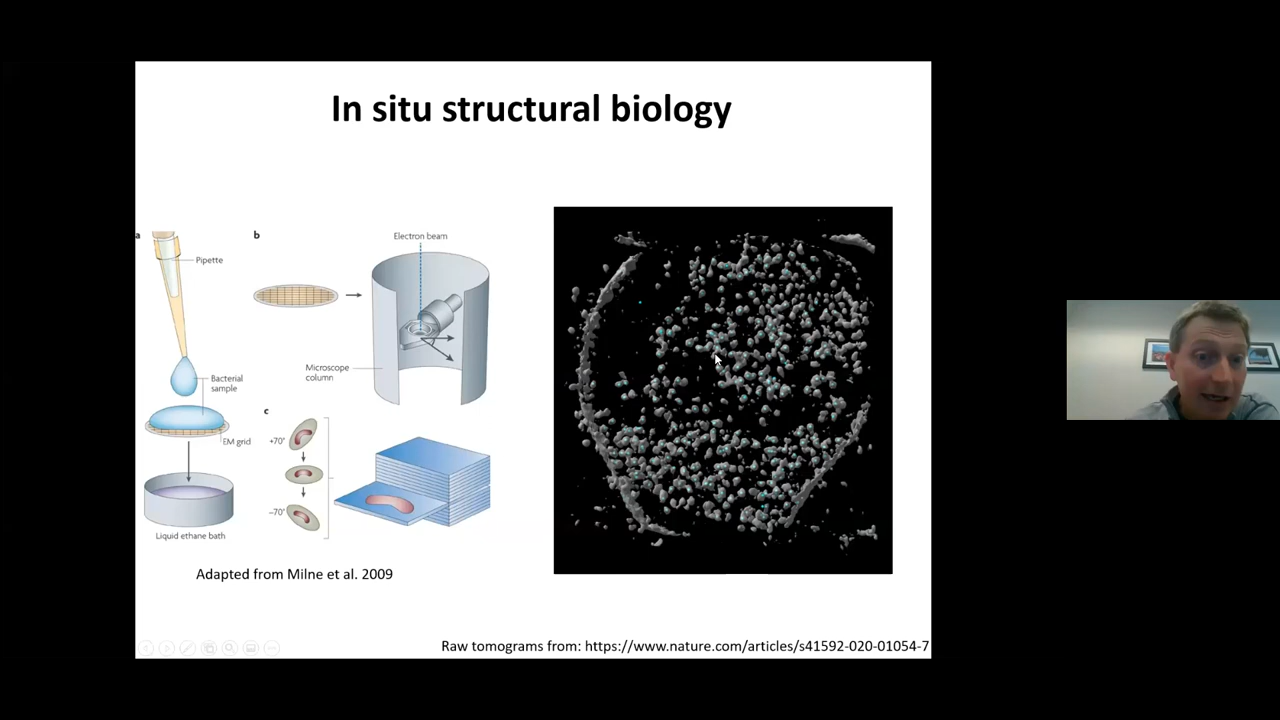 In situ structural biology
a
Pipette
Bacterial
sample
EM grid
Liquid ethane bath
b
Electron beam
Microscope
column
c
+70°
−70°
Adapted from Milne et al. 2009
Raw tomograms from: https://www.nature.com/articles/s41592-020-01054-7